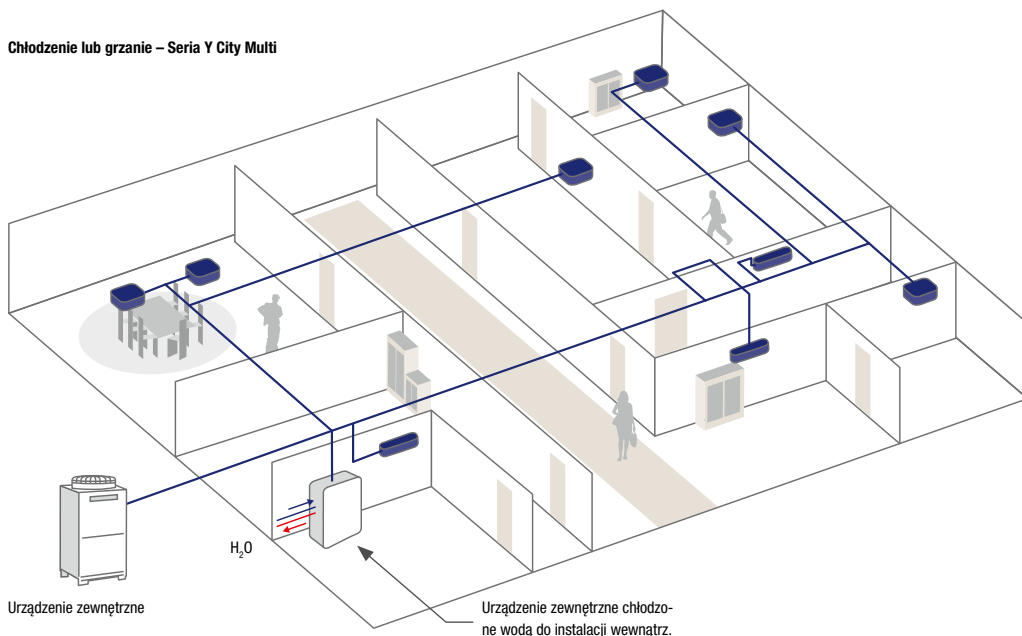 Chłodzenie lub grzanie – Seria Y City Multi
H₂O
Urządzenie zewnętrzne
Urządzenie zewnętrzne chłodzo-
ne wodą do instalacji wewnątrz.